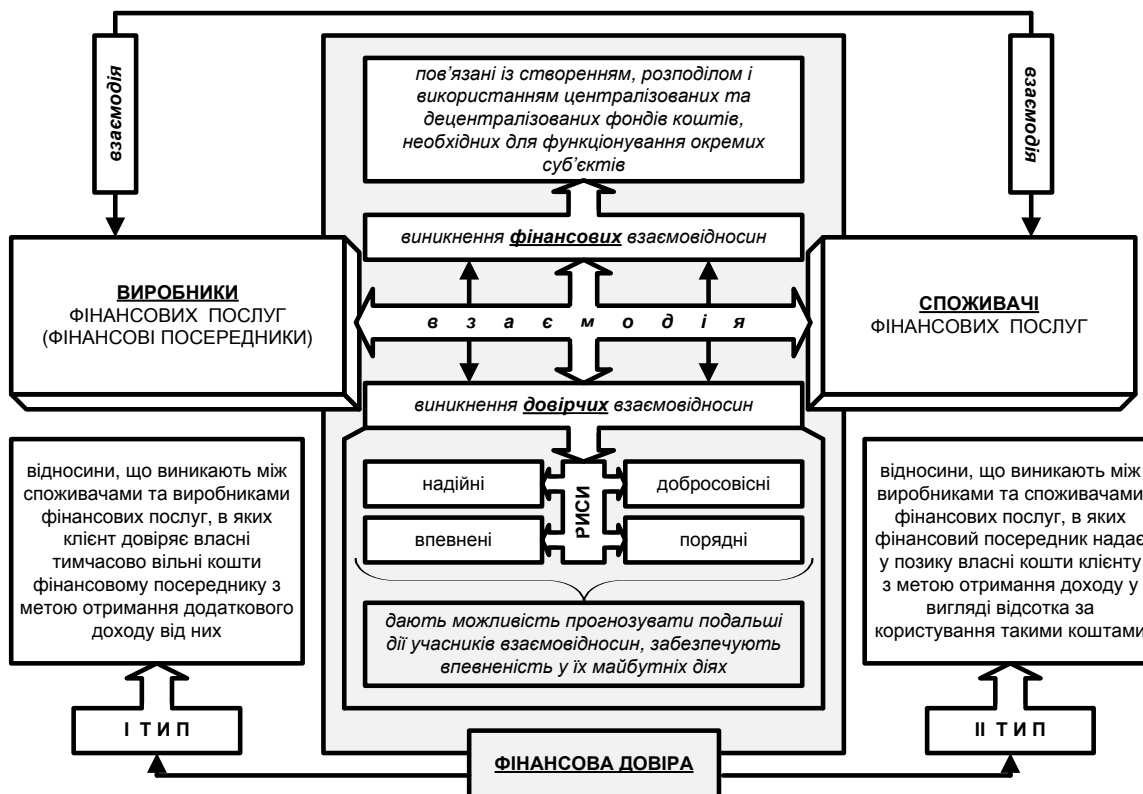 взаємодія
взаємодія
пов’язані із створенням, розподілом і
використанням централізованих та
децентралізованих фондів коштів,
необхідних для функціонування окремих
суб’єктів
виникнення фінансових взаємовідносин
ВИРОБНИКИ
ФІНАНСОВИХ ПОСЛУГ
(ФІНАНСОВІ ПОСЕРЕДНИКИ)
в з а є м о д і я
СПОЖИВАЧІ
ФІНАНСОВИХ ПОСЛУГ
виникнення довірчих взаємовідносин
відносини, що виникають між
споживачами та виробниками
фінансових послуг, в яких
клієнт довіряє власні
тимчасово вільні кошти
фінансовому посереднику з
метою отримання додаткового
доходу від них
надійні
добросовісні
РИСИ
впевнені
порядні
дають можливість прогнозувати подальші
дії учасників взаємовідносин, забезпечують
впевненість у їх майбутніх діях
відносини, що виникають між
виробниками та споживачами
фінансових послуг, в яких
фінансовий посередник надає
у позику власні кошти клієнту
з метою отримання доходу у
вигляді відсотка за
користування такими коштами
І Т И П
ІІ Т И П
ФІНАНСОВА ДОВІРА